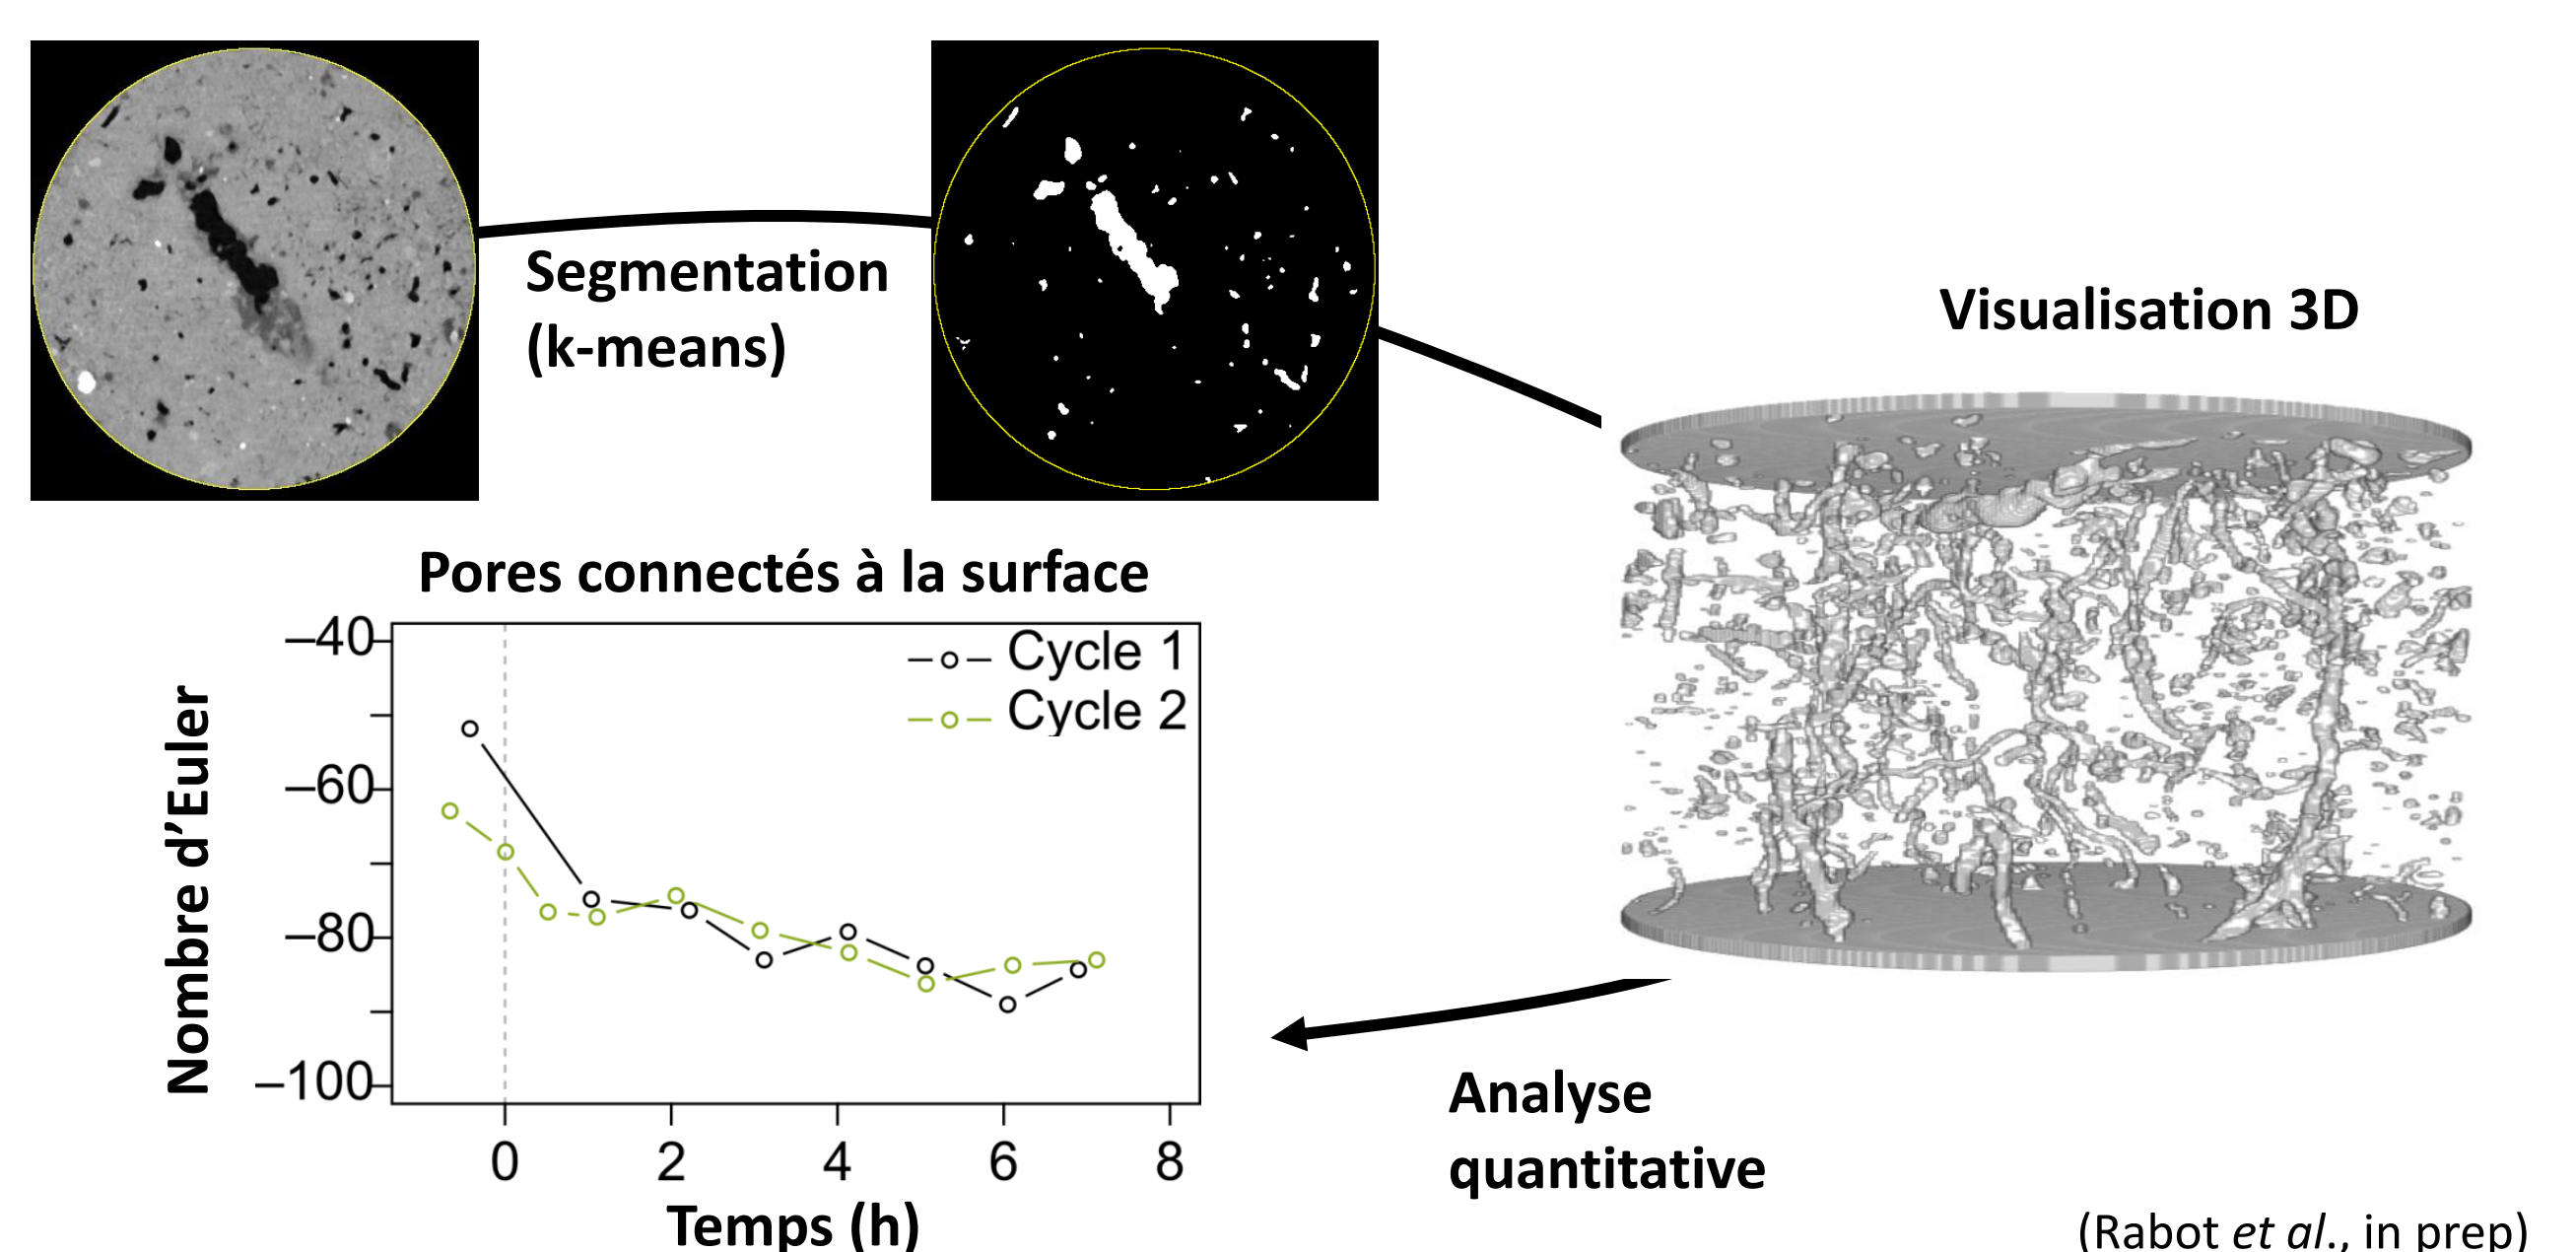 Segmentation
(k-means)
Visualisation 3D
Pores connectés à la surface
Nombre d’Euler
–40
–60
–80
–100
Cycle 1
Cycle 2
0 2 4 6 8
Temps (h)
Analyse
quantitative
(Rabot et al., in prep)